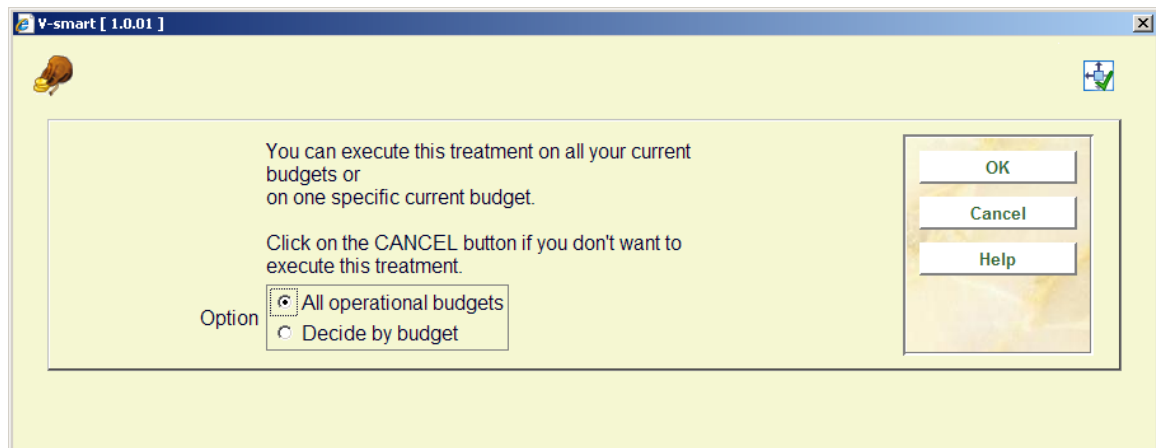 V-smart [ 1.0.01 ]
You can execute this treatment on all your current
budgets or
on one specific current budget.
Click on the CANCEL button if you don't want to
execute this treatment.
Option
All operational budgets
Decide by budget
OK
Cancel
Help